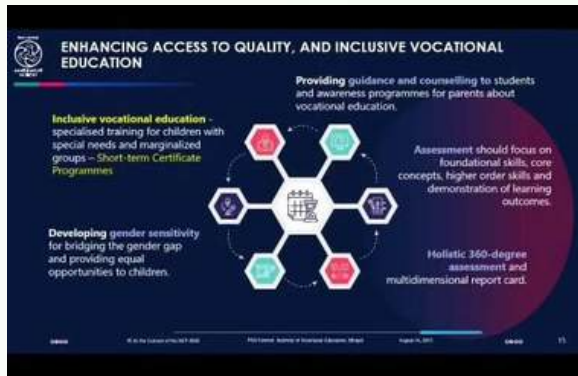 ENHANCING ACCESS TO QUALITY, AND INCLUSIVE VOCATIONAL
EDUCATION
Providing guidance and counselling to students
and awareness programmes for parents about
vocational education.
Inclusive vocational education -
specialised training for children with
special needs and marginalized
groups – Short-term Certificate
Programmes
Assessment should focus on
foundational skills, core
concepts, higher order skills and
demonstration of learning
outcomes.
Developing gender sensitivity
for bridging the gender gap
and providing equal
opportunities to children.
Holistic 360-degree
assessment and
multidimensional report card.
15